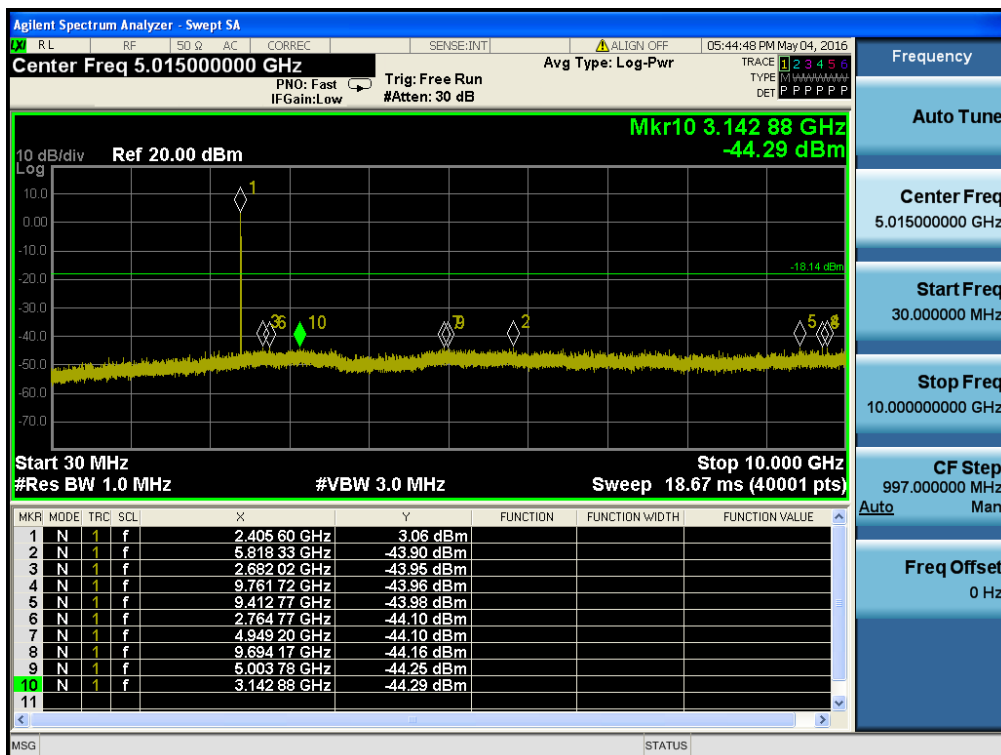 Agilent Spectrum Analyzer - Swept SA
LXI RL RF 50 Ω AC CORREC SENSE:INT ALIGN OFF 05:44:48 PM May 04, 2016
Center Freq 5.015000000 GHz
PNO: Fast
IFGain:Low
Trig: Free Run
#Atten: 30 dB
Avg Type: Log-Pwr
TRACE 1 2 3 4 5 6
TYPE M
DET P P P P P P
Mkr10 3.142 88 GHz
-44.29 dBm
10 dB/div Ref 20.00 dBm
Log
10.0
0.00
-10.0
-20.0
-30.0
-40.0
-50.0
-60.0
-70.0
1
-18.14 dBm
3 6 10 7 9 2 5 4
Start 30 MHz Stop 10.000 GHz
#Res BW 1.0 MHz #VBW 3.0 MHz Sweep 18.67 ms (40001 pts)
MKR MODE TRC SCL X Y FUNCTION FUNCTION WIDTH FUNCTION VALUE
1 N 1 f 2.405 60 GHz 3.06 dBm
2 N 1 f 5.818 33 GHz -43.90 dBm
3 N 1 f 2.682 02 GHz -43.95 dBm
4 N 1 f 9.761 72 GHz -43.96 dBm
5 N 1 f 9.412 77 GHz -43.98 dBm
6 N 1 f 2.764 77 GHz -44.10 dBm
7 N 1 f 4.949 20 GHz -44.10 dBm
8 N 1 f 9.694 17 GHz -44.16 dBm
9 N 1 f 5.003 78 GHz -44.25 dBm
10 N 1 f 3.142 88 GHz -44.29 dBm
11
MSG STATUS
Frequency
Auto Tune
Center Freq
5.015000000 GHz
Start Freq
30.000000 MHz
Stop Freq
10.000000000 GHz
CF Step
997.000000 MHz
Auto Man
Freq Offset
0 Hz